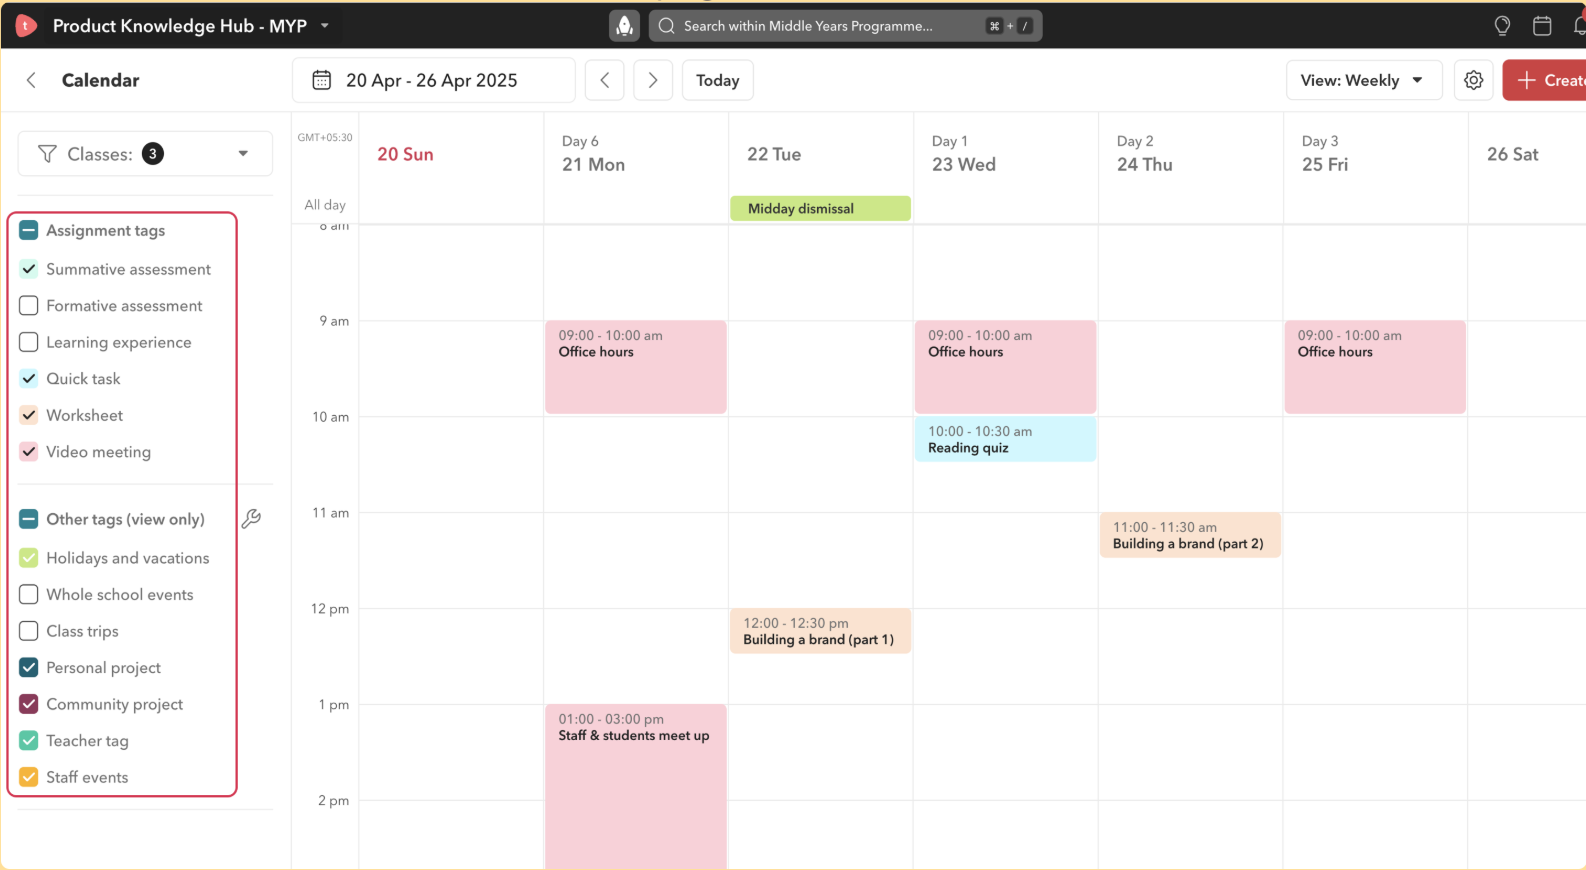 Product Knowledge Hub - MYP
Search within Middle Years Programme...
⌘ + /
Calendar
20 Apr - 26 Apr 2025
Today
View: Weekly
Classes: 3
GMT+05:30
20 Sun
Day 6
21 Mon
22 Tue
Day 1
23 Wed
Day 2
24 Thu
Day 3
25 Fri
26 Sat
All day
Midday dismissal
Assignment tags
Summative assessment
Formative assessment
Learning experience
Quick task
Worksheet
Video meeting
Other tags (view only)
Holidays and vacations
Whole school events
Class trips
Personal project
Community project
Teacher tag
Staff events
8 am
9 am
09:00 - 10:00 am
Office hours
09:00 - 10:00 am
Office hours
09:00 - 10:00 am
Office hours
10 am
10:00 - 10:30 am
Reading quiz
11 am
11:00 - 11:30 am
Building a brand (part 2)
12 pm
12:00 - 12:30 pm
Building a brand (part 1)
1 pm
01:00 - 03:00 pm
Staff & students meet up
2 pm